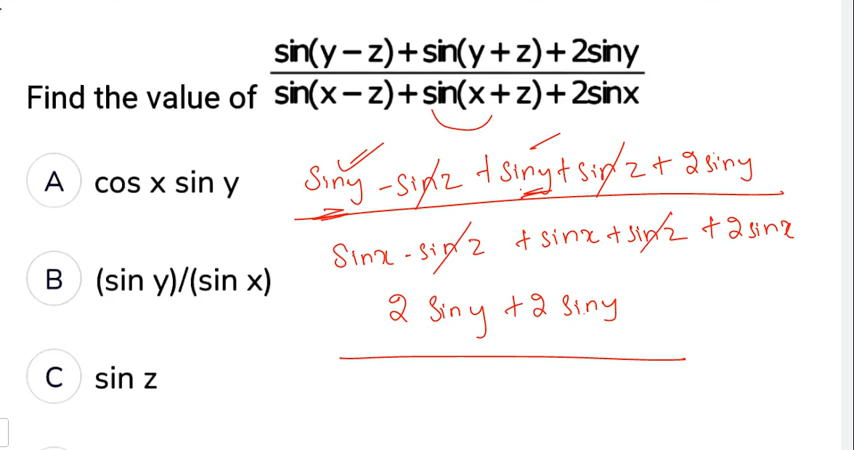 sin(y – z)+sin(y+z)+2siny
Find the value of sin(x – z)+sin(x+z)+2sinx
A cos x sin y
siny - sinz + siny + sinz + 2 siny
sinx - sinz + sinx + sinz + 2 sinx
B (sin y)/(sin x)
2 siny + 2 siny
C sin z